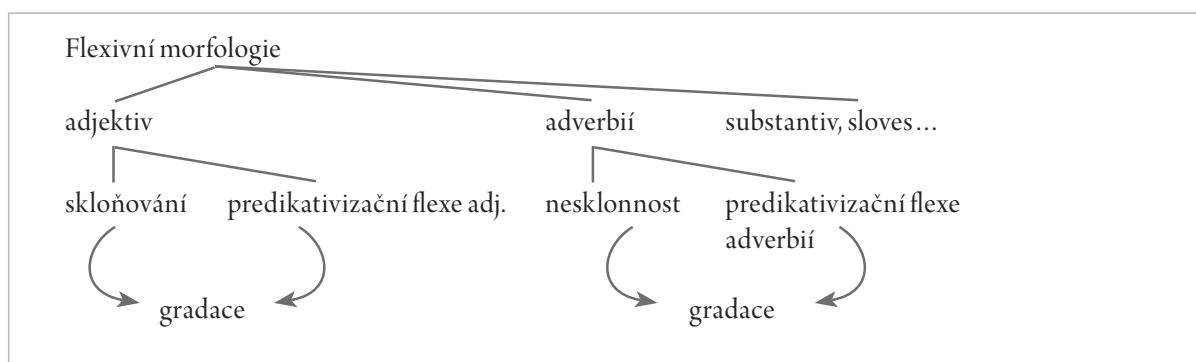 Flexivní morfologie
adjektiv adverbií substantiv, sloves…
skloňování predikativizační flexe adj. nesklonnost predikativizační flexe
adverbií
gradace gradace